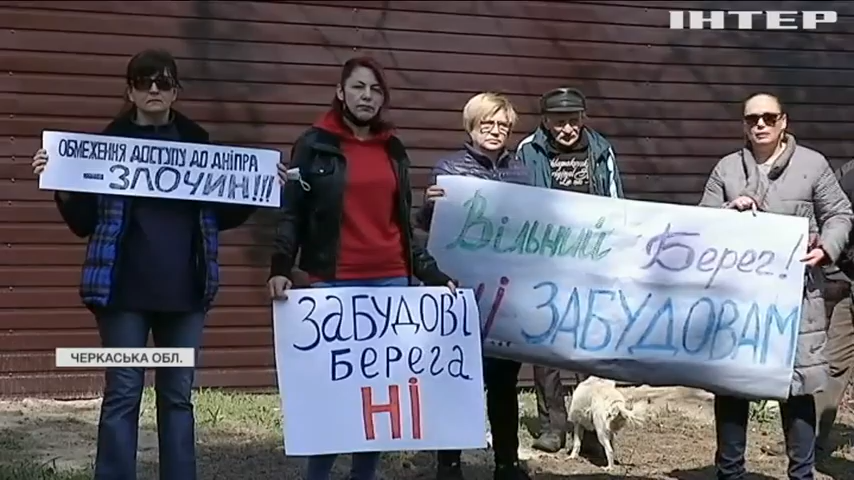 ІНТЕР
ОБМЕЖЕННЯ ДОСТУПУ ДО ДНІПРА
– ЗЛОЧИН!!!
Вільний Берег!
НІ ЗАБУДОВАМ
ЗАБУДОВІ
БЕРЕГА
НІ
ЧЕРКАСЬКА ОБЛ.